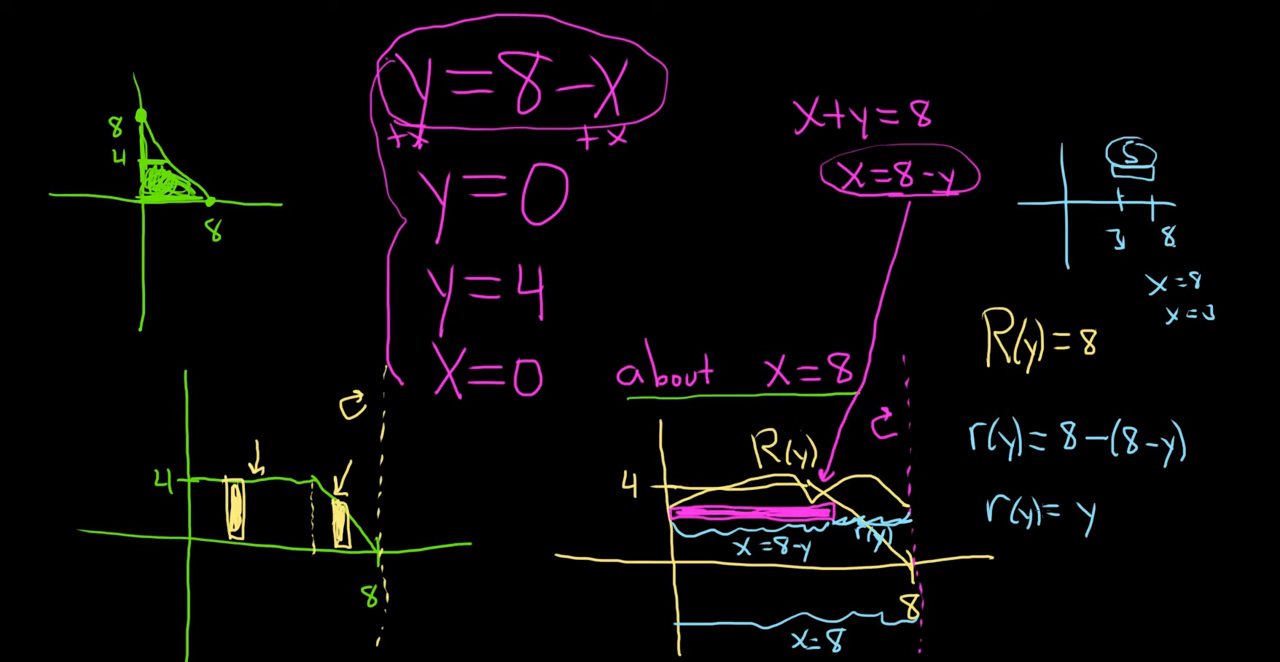 8
4
8
y = 8 - x
+x +x
y = 0
y = 4
x = 0
x + y = 8
x = 8 - y
5
3 8
x = 8
x = 3
about x = 8
R(y) = 8
r(y) = 8 - (8 - y)
r(y) = y
4
8
R(y)
4
x = 8 - y
r(y)
8
x = 8